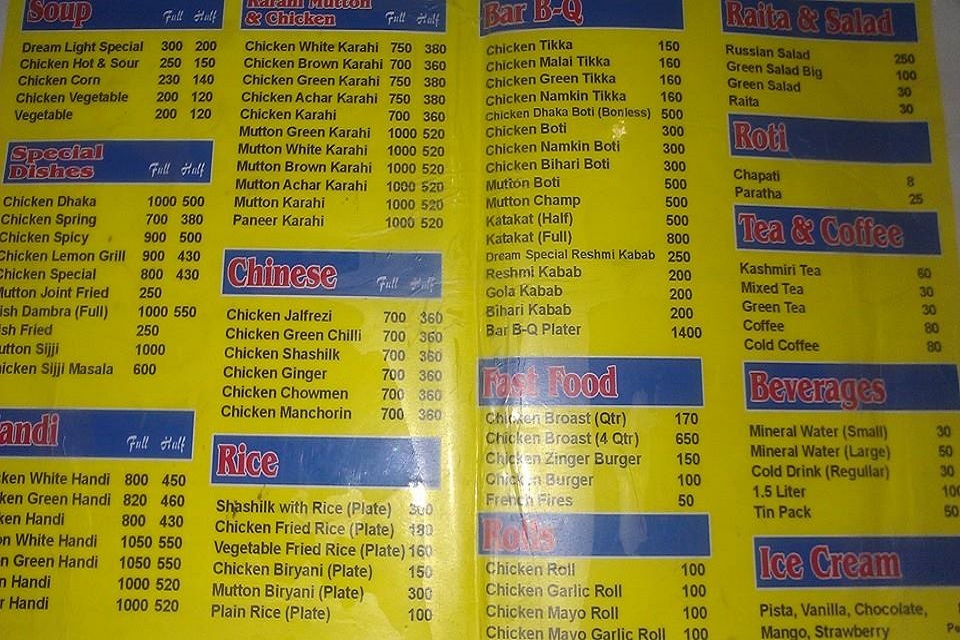 Soup Full Half
Dream Light Special 300 200
Chicken Hot & Sour 250 150
Chicken Corn 230 140
Chicken Vegetable 200 120
Vegetable 200 120
Special
Dishes Full Half
Chicken Dhaka 1000 500
Chicken Spring 700 380
Chicken Spicy 900 500
Chicken Lemon Grill 900 430
Chicken Special 800 430
Mutton Joint Fried 250
ish Dambra (Full) 1000 550
ish Fried 250
utton Sijji 1000
hicken Sijji Masala 600
andi Full Half
cken White Handi 800 450
ken Green Handi 820 460
ken Handi 800 430
on White Handi 1050 550
on Green Handi 1050 550
n Handi 1000 520
r Handi 1000 520
Karahi Mutton
& Chicken Full Half
Chicken White Karahi 750 380
Chicken Brown Karahi 700 360
Chicken Green Karahi 750 380
Chicken Achar Karahi 750 380
Chicken Karahi 700 360
Mutton Green Karahi 1000 520
Mutton White Karahi 1000 520
Mutton Brown Karahi 1000 520
Mutton Achar Karahi 1000 520
Mutton Karahi 1000 520
Paneer Karahi 1000 520
Chinese Full Half
Chicken Jalfrezi 700 360
Chicken Green Chilli 700 360
Chicken Shashilk 700 360
Chicken Ginger 700 360
Chicken Chowmen 700 360
Chicken Manchorin 700 360
Rice
Shashilk with Rice (Plate) 300
Chicken Fried Rice (Plate) 180
Vegetable Fried Rice (Plate) 160
Chicken Biryani (Plate) 150
Mutton Biryani (Plate) 300
Plain Rice (Plate) 100
Bar B-Q
Chicken Tikka 150
Chicken Malai Tikka 160
Chicken Green Tikka 160
Chicken Namkin Tikka 160
Chicken Dhaka Boti (Bonless) 500
Chicken Boti 300
Chicken Namkin Boti 300
Chicken Bihari Boti 300
Mutton Boti 500
Mutton Champ 500
Katakat (Half) 500
Katakat (Full) 800
Dream Special Reshmi Kabab 250
Reshmi Kabab 200
Gola Kabab 200
Bihari Kabab 200
Bar B-Q Plater 1400
Fast Food
Chicken Broast (Qtr) 170
Chicken Broast (4 Qtr) 650
Chicken Zinger Burger 150
Chicken Burger 100
French Fires 50
Rolls
Chicken Roll 100
Chicken Garlic Roll 100
Chicken Mayo Roll 100
Chicken Mayo Garlic Roll 100
Raita & Salad
Russian Salad 250
Green Salad Big 100
Green Salad 30
Raita 30
Roti
Chapati 8
Paratha 25
Tea & Coffee
Kashmiri Tea 60
Mixed Tea 30
Green Tea 30
Coffee 80
Cold Coffee 80
Beverages
Mineral Water (Small) 30
Mineral Water (Large) 50
Cold Drink (Regullar) 30
1.5 Liter 100
Tin Pack 50
Ice Cream
Pista, Vanilla, Chocolate,
Mango, Strawberry